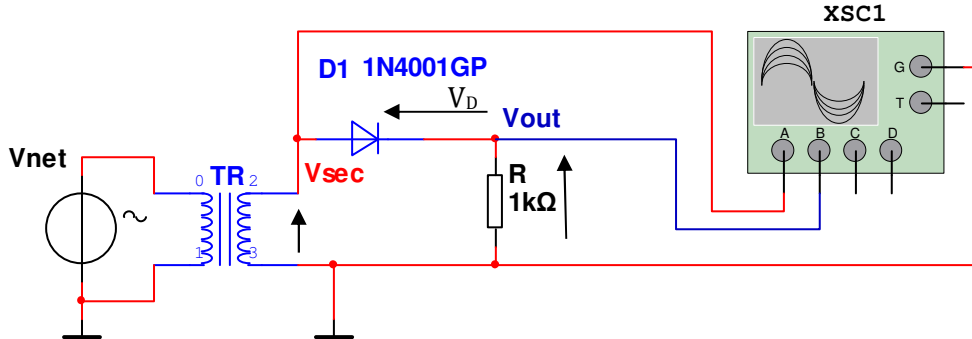 XSC1
D1 1N4001GP
G
V_D
T
Vout
A B C D
Vnet
0 TR 2
Vsec
R
1kΩ
1 3